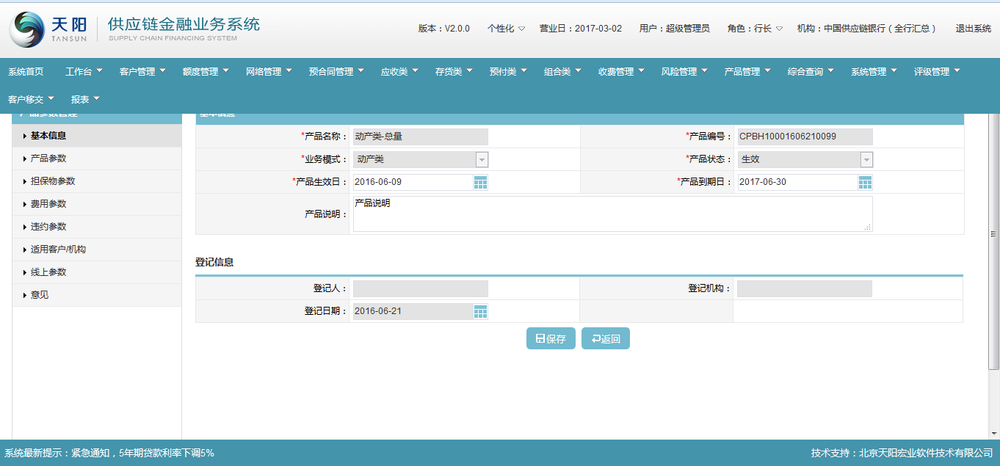 天阳 TANSUN 供应链金融业务系统 SUPPLY CHAIN FINANCING SYSTEM
版本：V2.0.0 个性化 营业日：2017-03-02 用户：超级管理员 角色：行长 机构：中国供应链银行（全行汇总） 退出系统
系统首页 工作台 客户管理 额度管理 网络管理 预合同管理 应收类 存货类 预付类 组合类 收费管理 风险管理 产品管理 综合查询 系统管理 评级管理
客户移交 报表
产品参数管理
基本信息
产品参数
担保物参数
费用参数
违约参数
适用客户/机构
线上参数
意见
基本信息
*产品名称： 动产类-总量 *产品编号： CPBH10001606210099
*业务模式： 动产类 *产品状态： 生效
*产品生效日： 2016-06-09 *产品到期日： 2017-06-30
产品说明： 产品说明
登记信息
登记人： 登记机构：
登记日期： 2016-06-21
保存 返回
系统最新提示：紧急通知，5年期贷款利率下调5% 技术支持：北京天阳宏业软件技术有限公司